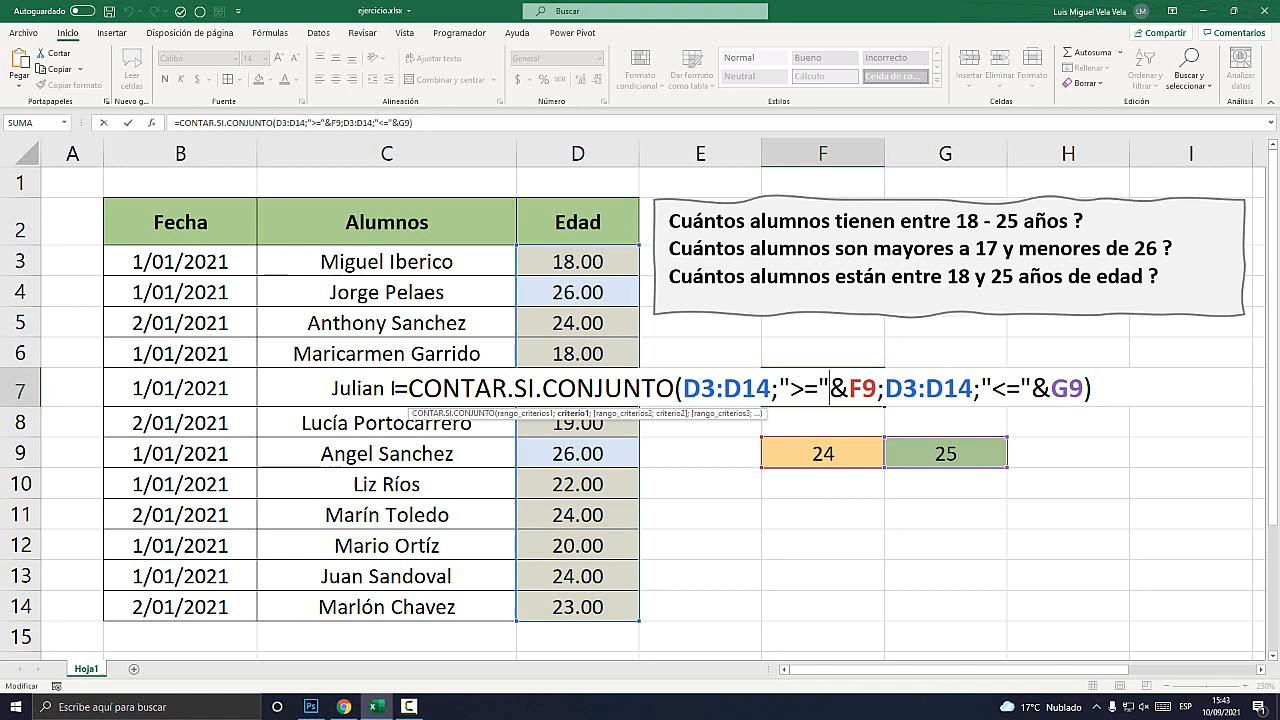 Autoguardado ejercicio.xlsx Buscar Luis Miguel Vela Vela LM
Archivo Inicio Insertar Disposición de página Fórmulas Datos Revisar Vista Programador Ayuda Power Pivot Compartir Comentarios
Pegar Cortar Copiar Copiar formato Portapapeles
Leer celdas Nuevo g...
Calibri 14 N K S Fuente
Ajustar texto Combinar y centrar Alineación
General % 000 Número
Formato condicional Dar formato como tabla Normal Bueno Incorrecto
Neutral Cálculo Celda de co... Estilos
Insertar Eliminar Formato Celdas
Autosuma Rellenar Borrar Ordenar y filtrar Buscar y seleccionar Edición
Analizar datos Análisis
SUMA fx =CONTAR.SI.CONJUNTO(D3:D14;">="&F9;D3:D14;"<="&G9)
A B C D E F G H I
1
2 Fecha Alumnos Edad
Cuántos alumnos tienen entre 18 - 25 años ?
Cuántos alumnos son mayores a 17 y menores de 26 ?
Cuántos alumnos están entre 18 y 25 años de edad ?
3 1/01/2021 Miguel Iberico 18.00
4 1/01/2021 Jorge Pelaes 26.00
5 2/01/2021 Anthony Sanchez 24.00
6 1/01/2021 Maricarmen Garrido 18.00
7 1/01/2021 Julian =CONTAR.SI.CONJUNTO(D3:D14;">="&F9;D3:D14;"<="&G9)
CONTAR.SI.CONJUNTO(rango_criterios1; criterio1; [rango_criterios2; criterio2]; [rango_criterios3; ...)
8 2/01/2021 Lucía Portocarrero 19.00
9 1/01/2021 Angel Sanchez 26.00 24 25
10 1/01/2021 Liz Ríos 22.00
11 2/01/2021 Marín Toledo 24.00
12 1/01/2021 Mario Ortíz 20.00
13 1/01/2021 Juan Sandoval 24.00
14 2/01/2021 Marlón Chavez 23.00
15
Hoja1
Modificar 230%
Escribe aquí para buscar Ps 17°C Nublado ESP 15:43
10/09/2021